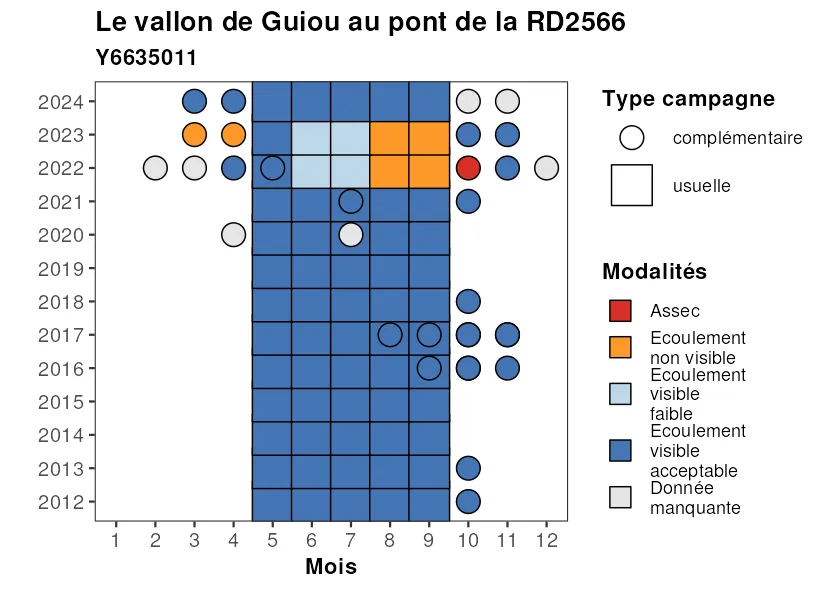 Le vallon de Guiou au pont de la RD2566
Y6635011
2024
2023
2022
2021
2020
2019
2018
2017
2016
2015
2014
2013
2012
1 2 3 4 5 6 7 8 9 10 11 12
Mois
Type campagne
complémentaire
usuelle
Modalités
Assec
Ecoulement
non visible
Ecoulement
visible
faible
Ecoulement
visible
acceptable
Donnée
manquante